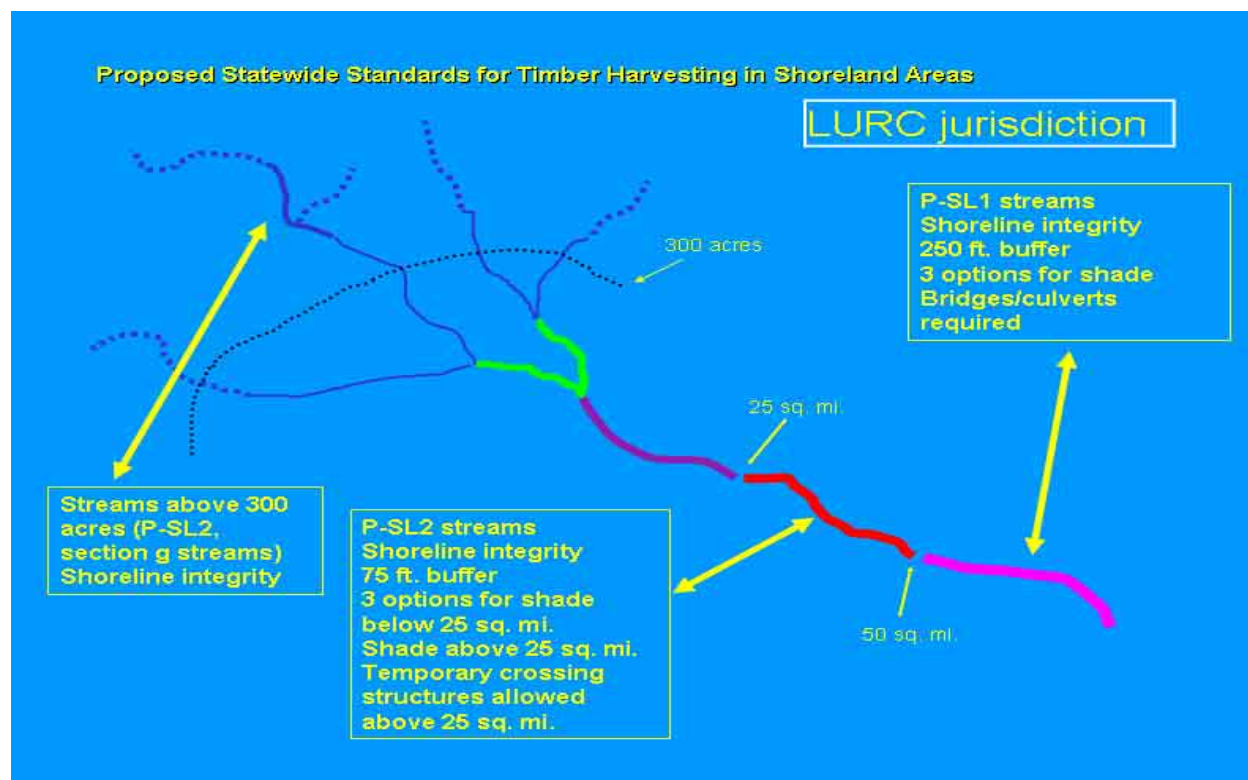 Proposed Statewide Standards for Timber Harvesting in Shoreland Areas
LURC jurisdiction
P-SL1 streams
Shoreline integrity
250 ft. buffer
3 options for shade
Bridges/culverts
required
300 acres
25 sq. mi.
Streams above 300
acres (P-SL2,
section g streams)
Shoreline integrity
P-SL2 streams
Shoreline integrity
75 ft. buffer
3 options for shade
below 25 sq. mi.
Shade above 25 sq. mi.
Temporary crossing
structures allowed
above 25 sq. mi.
50 sq. mi.